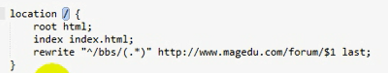 location / {
    root html;
    index index.html;
    rewrite "^/bbs/(.*)" http://www.magedu.com/forum/$1 last;
}